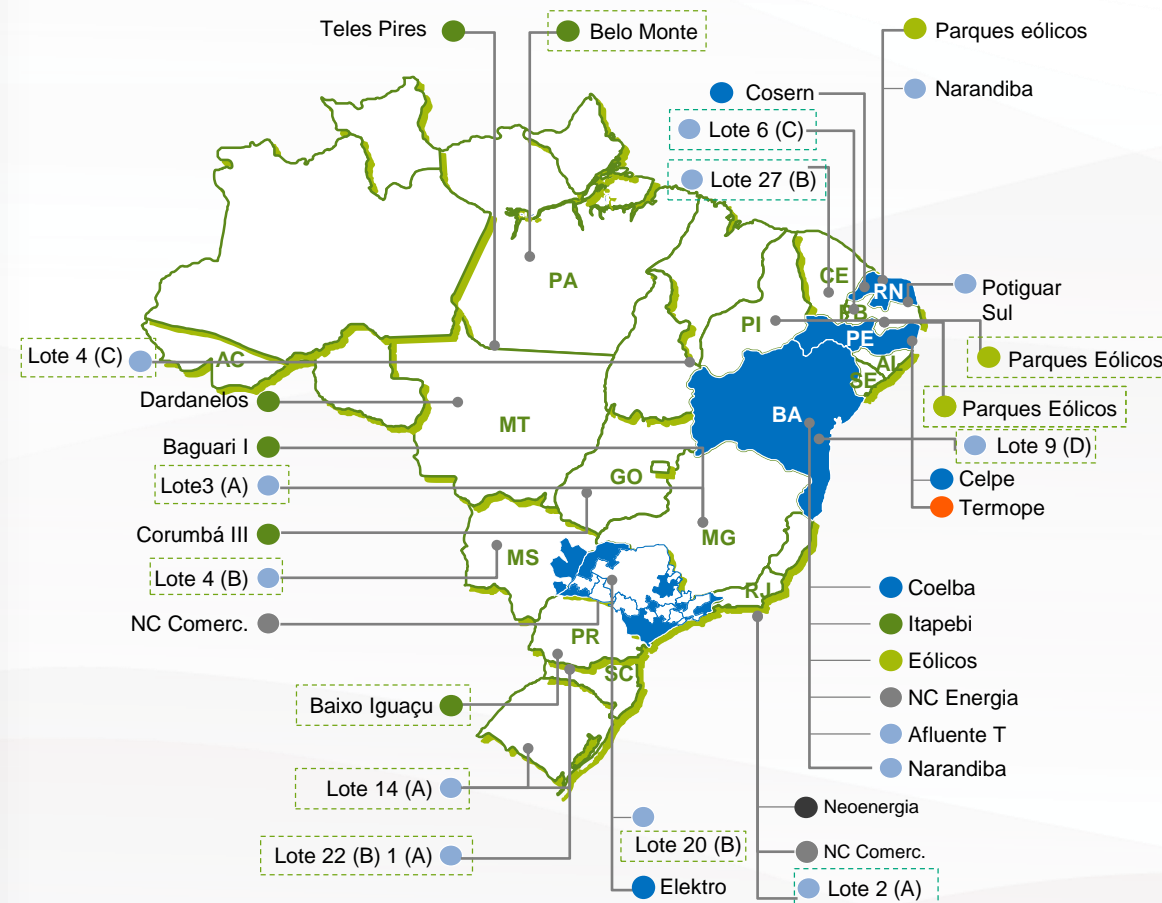 Teles Pires
Belo Monte
Parques eólicos
Cosern
Narandiba
Lote 6 (C)
Lote 27 (B)
PA
CE
RN
Potiguar
Sul
PB
PI
PE
Lote 4 (C)
AC
AL
Parques Eólicos
SE
Dardanelos
Parques Eólicos
MT
BA
Baguari I
Lote 9 (D)
GO
Lote3 (A)
Celpe
Termope
Corumbá III
MG
MS
Lote 4 (B)
Coelba
RJ
NC Comerc.
Itapebi
PR
Eólicos
SC
NC Energia
Baixo Iguaçu
Afluente T
Narandiba
Lote 14 (A)
Neoenergia
Lote 20 (B)
Lote 22 (B) 1 (A)
NC Comerc.
Elektro
Lote 2 (A)